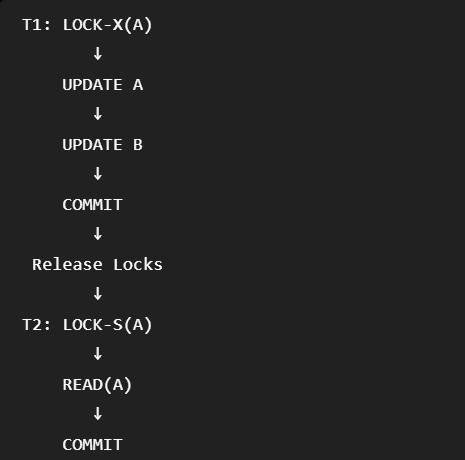 T1: LOCK-X(A)
↓
UPDATE A
↓
UPDATE B
↓
COMMIT
↓
Release Locks
↓
T2: LOCK-S(A)
↓
READ(A)
↓
COMMIT